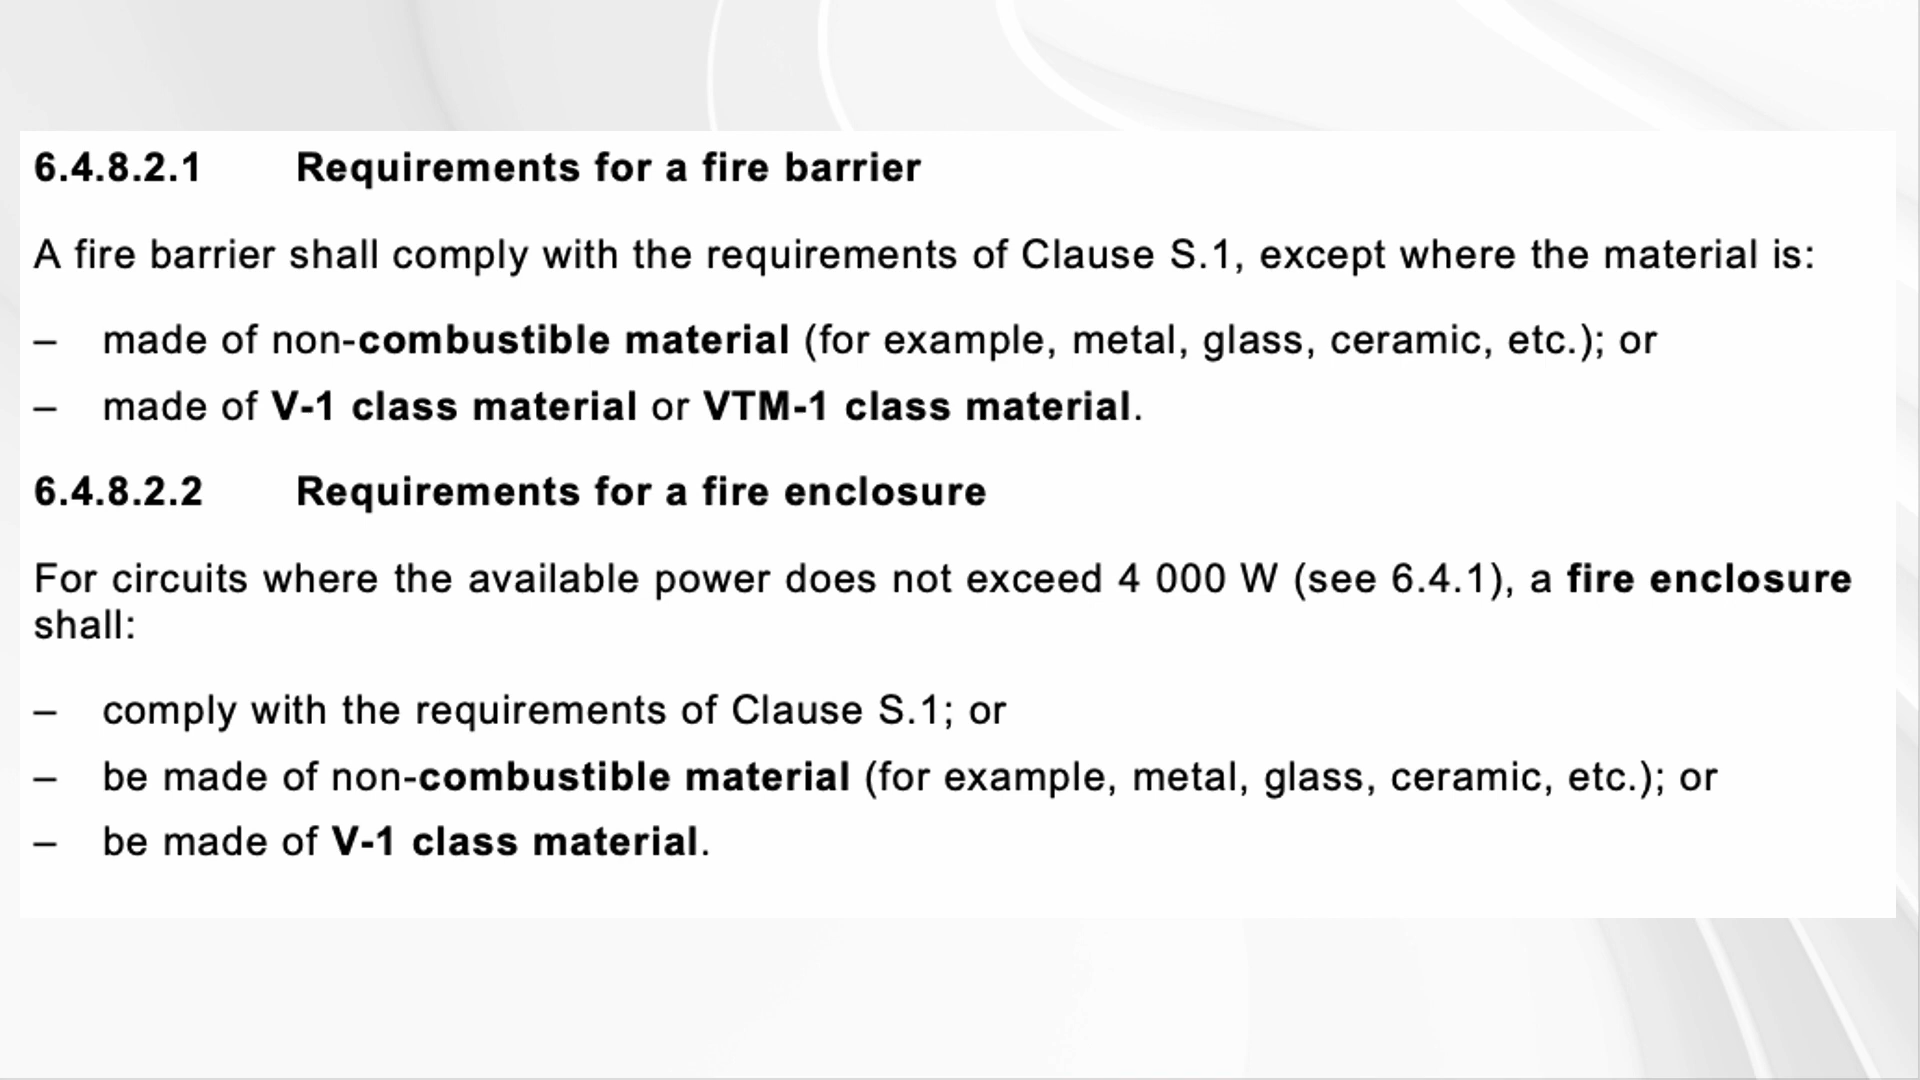 6.4.8.2.1 Requirements for a fire barrier
A fire barrier shall comply with the requirements of Clause S.1, except where the material is:
– made of non-combustible material (for example, metal, glass, ceramic, etc.); or
– made of V-1 class material or VTM-1 class material.
6.4.8.2.2 Requirements for a fire enclosure
For circuits where the available power does not exceed 4 000 W (see 6.4.1), a fire enclosure
shall:
– comply with the requirements of Clause S.1; or
– be made of non-combustible material (for example, metal, glass, ceramic, etc.); or
– be made of V-1 class material.